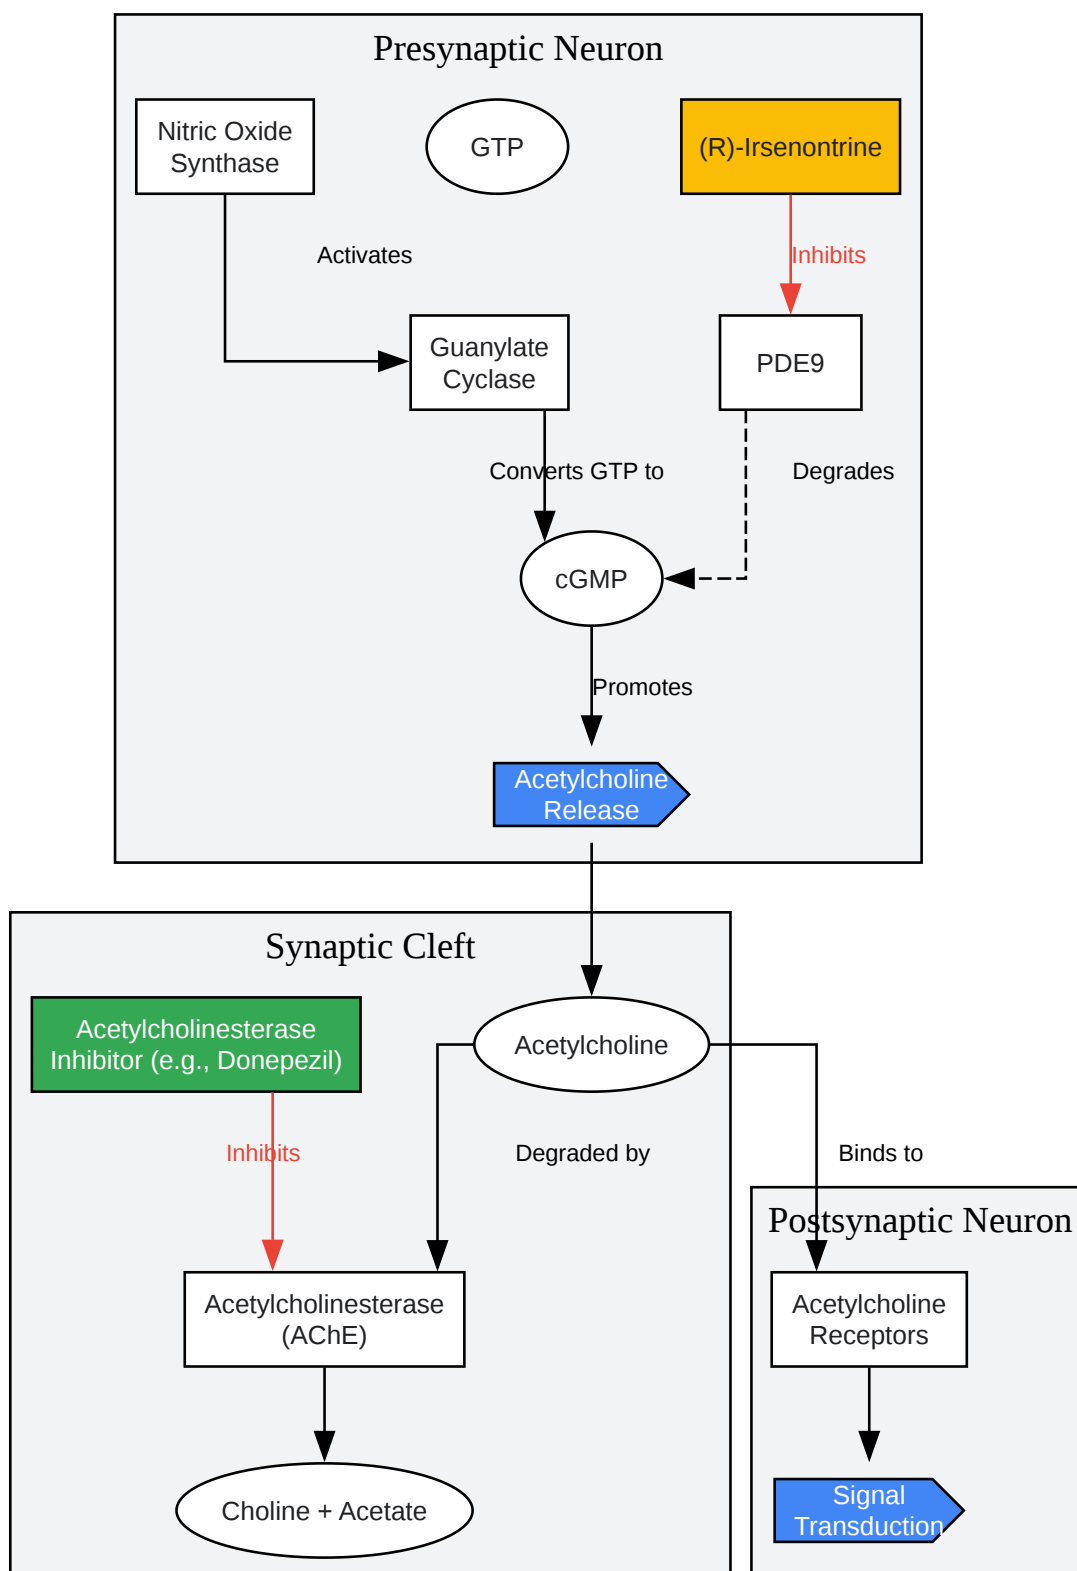 Presynaptic Neuron
Nitric Oxide
Synthase
GTP
(R)-Irsenontrine
Activates
Inhibits
Guanylate
Cyclase
PDE9
Converts GTP to
Degrades
cGMP
Promotes
Acetylcholine
Release
Synaptic Cleft
Acetylcholinesterase
Inhibitor (e.g., Donepezil)
Acetylcholine
Inhibits
Degraded by
Binds to
Postsynaptic Neuron
Acetylcholinesterase
(AChE)
Acetylcholine
Receptors
Choline + Acetate
Signal
Transduction